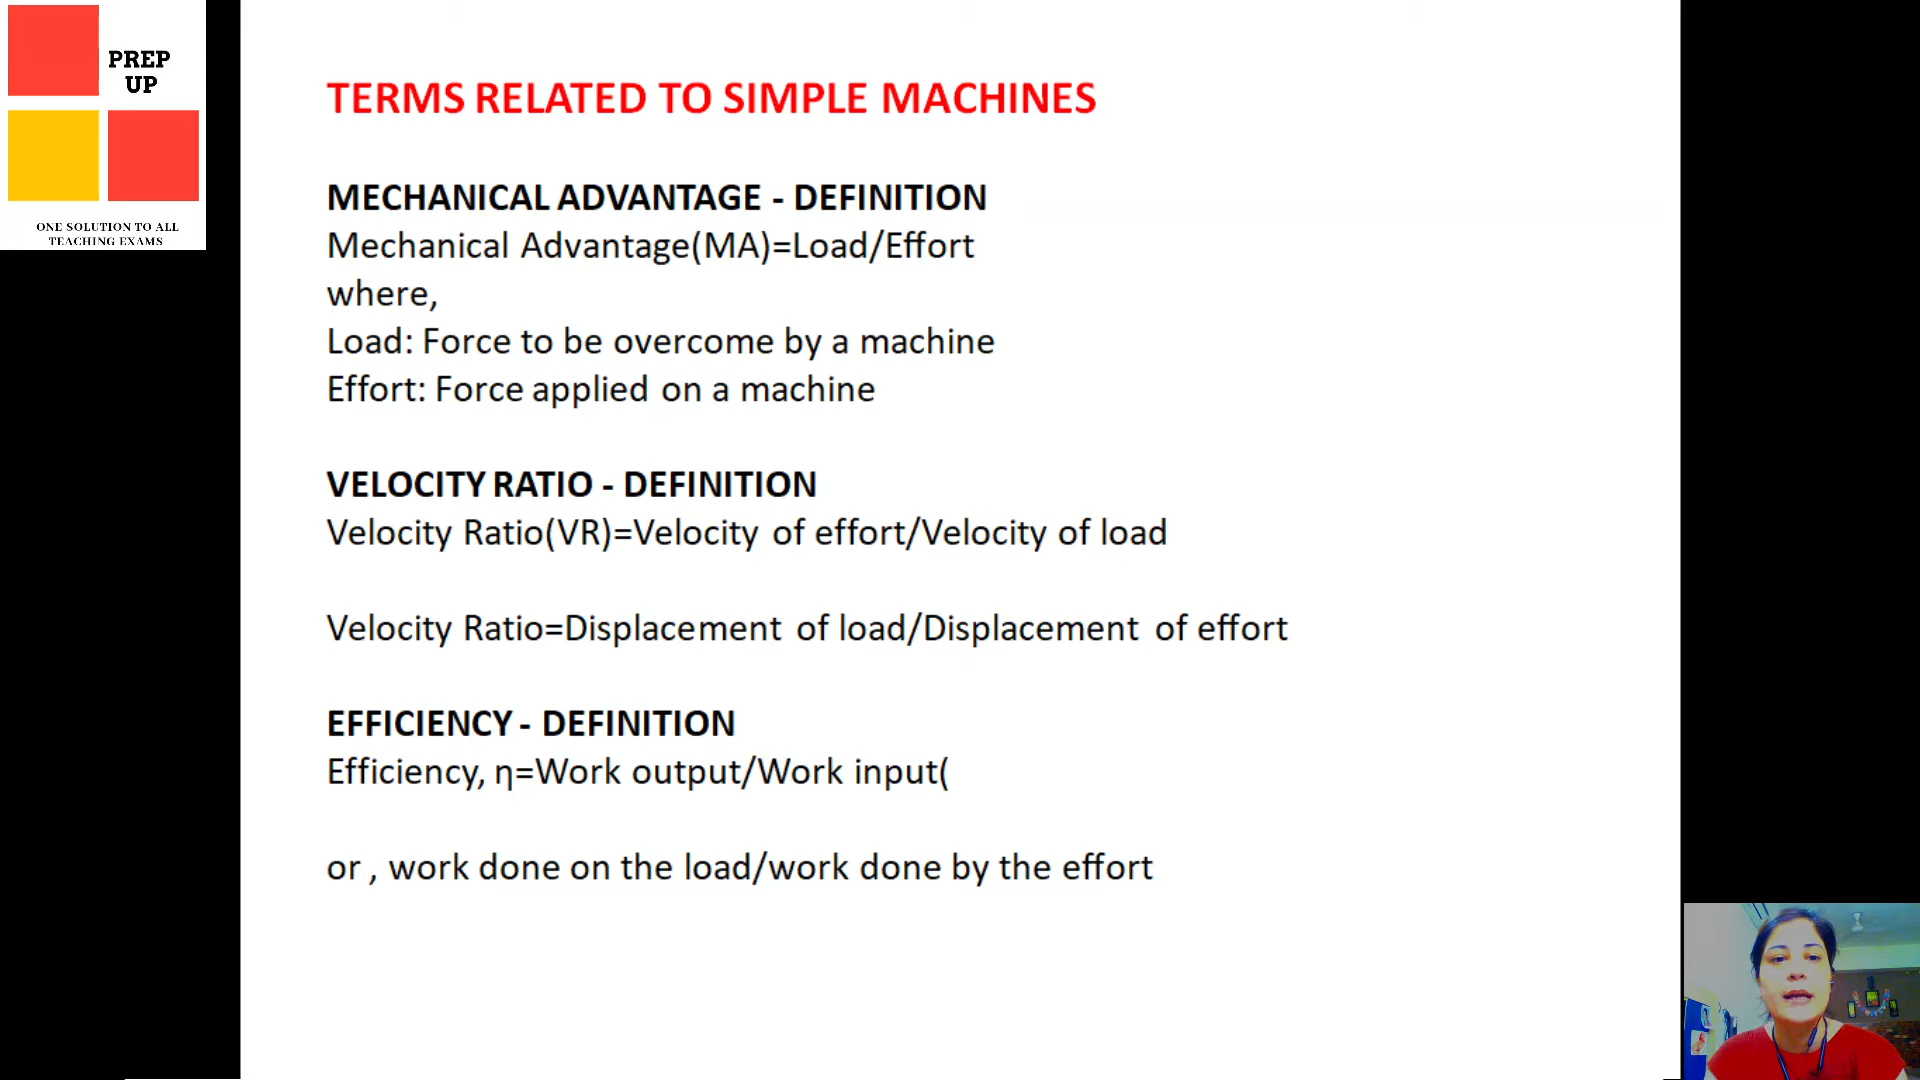 PREP
UP
ONE SOLUTION TO ALL
TEACHING EXAMS
TERMS RELATED TO SIMPLE MACHINES
MECHANICAL ADVANTAGE - DEFINITION
Mechanical Advantage(MA)=Load/Effort
where,
Load: Force to be overcome by a machine
Effort: Force applied on a machine
VELOCITY RATIO - DEFINITION
Velocity Ratio(VR)=Velocity of effort/Velocity of load
Velocity Ratio=Displacement of load/Displacement of effort
EFFICIENCY - DEFINITION
Efficiency, η=Work output/Work input(
or , work done on the load/work done by the effort